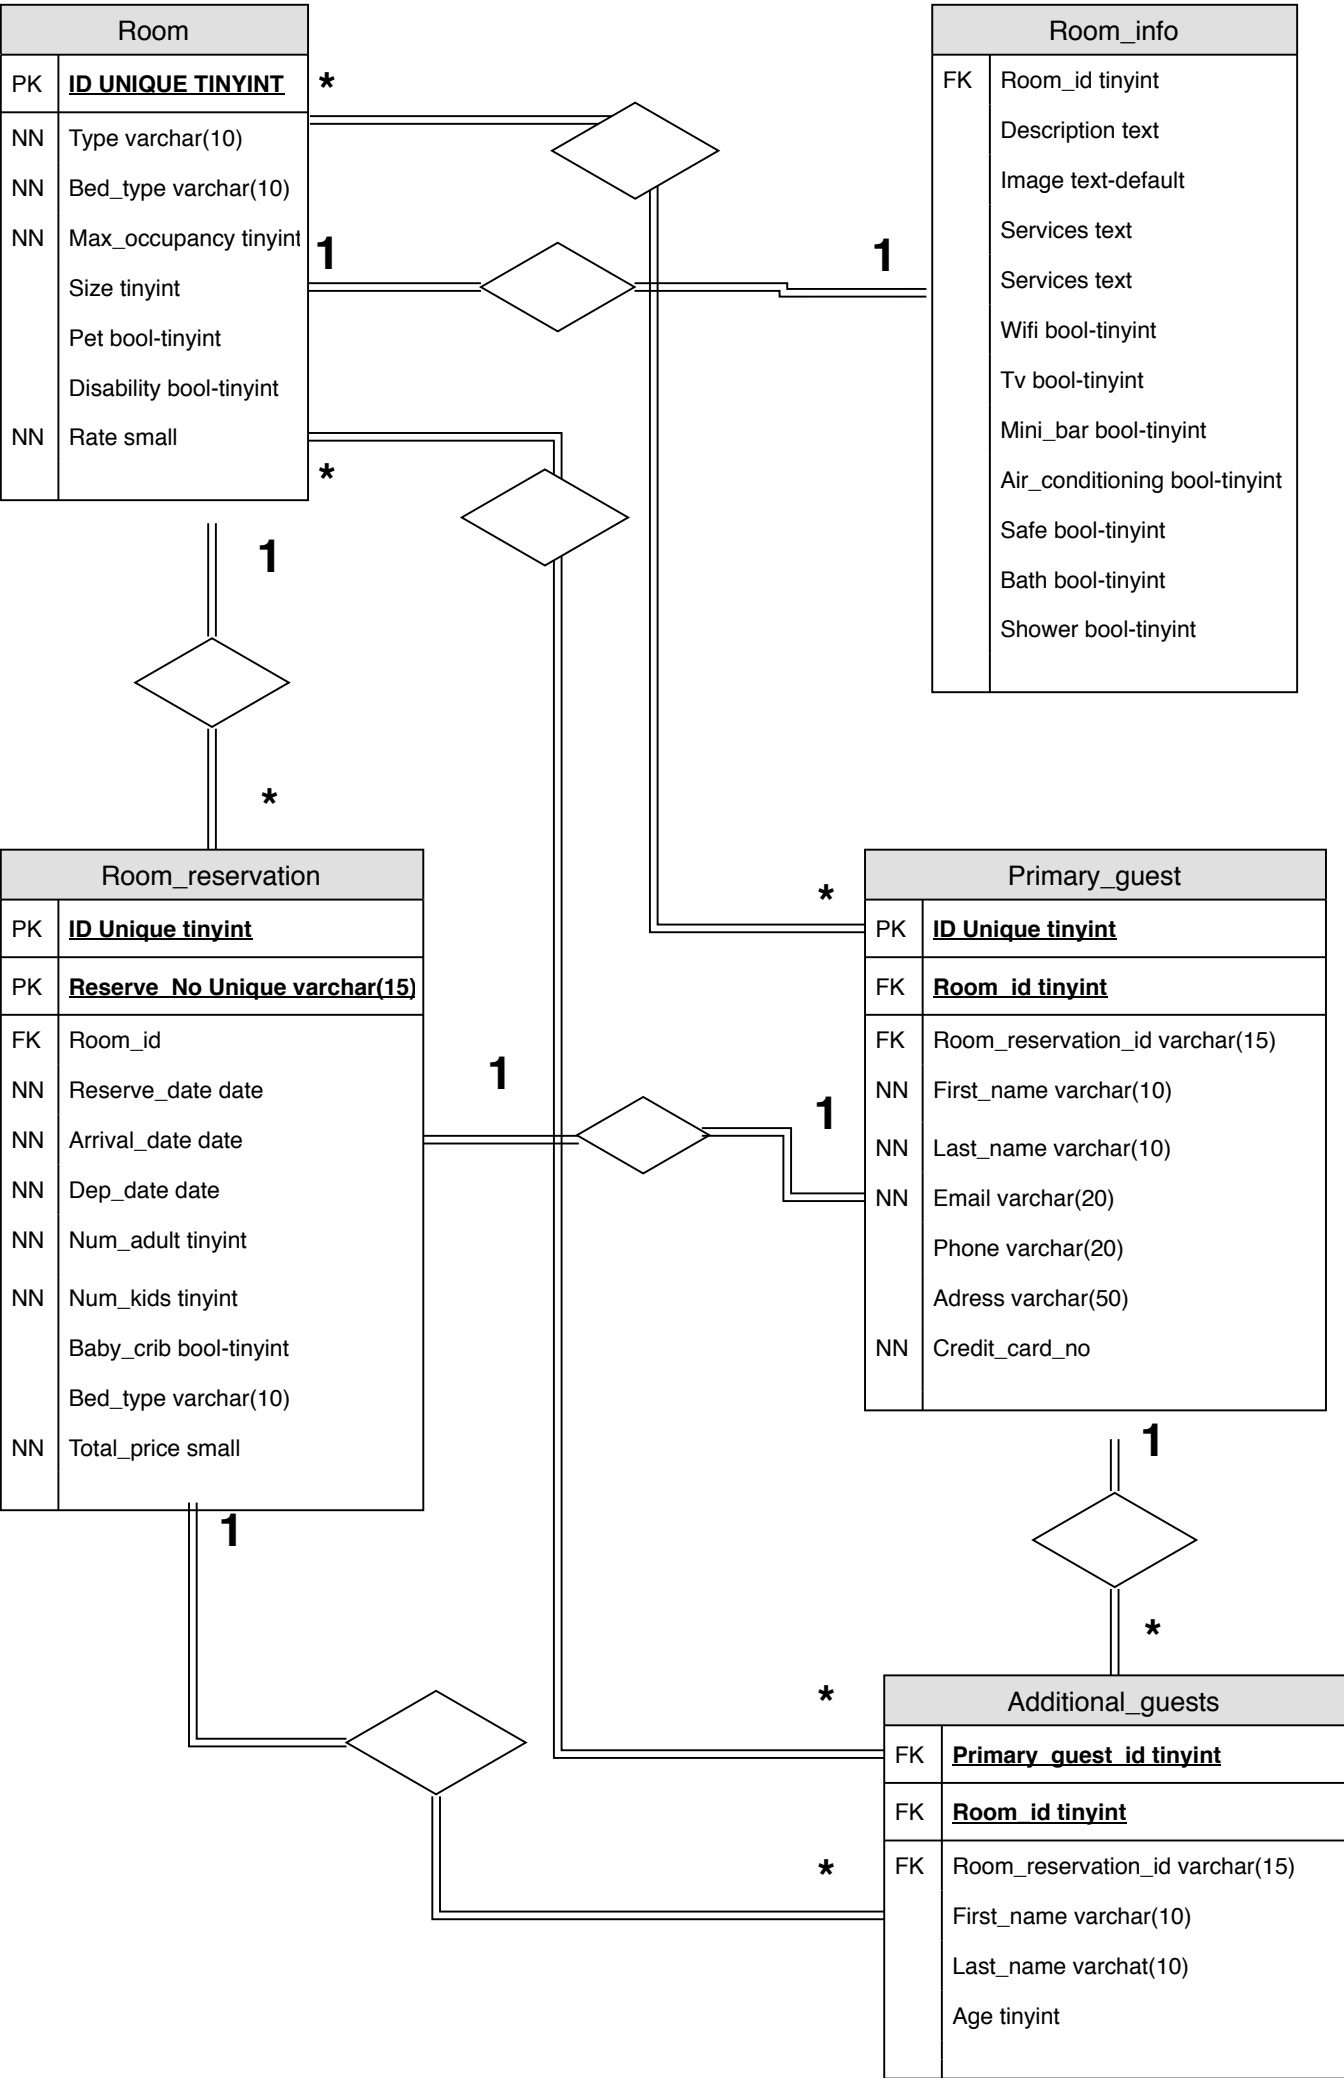 Room
PK ID UNIQUE TINYINT
NN Type varchar(10)
NN Bed_type varchar(10)
NN Max_occupancy tinyint
Size tinyint
Pet bool-tinyint
Disability bool-tinyint
NN Rate small
*
1
*
1
*
1
Room_info
FK Room_id tinyint
Description text
Image text-default
Services text
Services text
Wifi bool-tinyint
Tv bool-tinyint
Mini_bar bool-tinyint
Air_conditioning bool-tinyint
Safe bool-tinyint
Bath bool-tinyint
Shower bool-tinyint
Room_reservation
PK ID Unique tinyint
PK Reserve_No Unique varchar(15)
FK Room_id
NN Reserve_date date
NN Arrival_date date
NN Dep_date date
NN Num_adult tinyint
NN Num_kids tinyint
Baby_crib bool-tinyint
Bed_type varchar(10)
NN Total_price small
1
1
*
1
Primary_guest
PK ID Unique tinyint
FK Room_id tinyint
FK Room_reservation_id varchar(15)
NN First_name varchar(10)
NN Last_name varchar(10)
NN Email varchar(20)
Phone varchar(20)
Adress varchar(50)
NN Credit_card_no
1
*
*
*
Additional_guests
FK Primary_guest_id tinyint
FK Room_id tinyint
FK Room_reservation_id varchar(15)
First_name varchar(10)
Last_name varchat(10)
Age tinyint